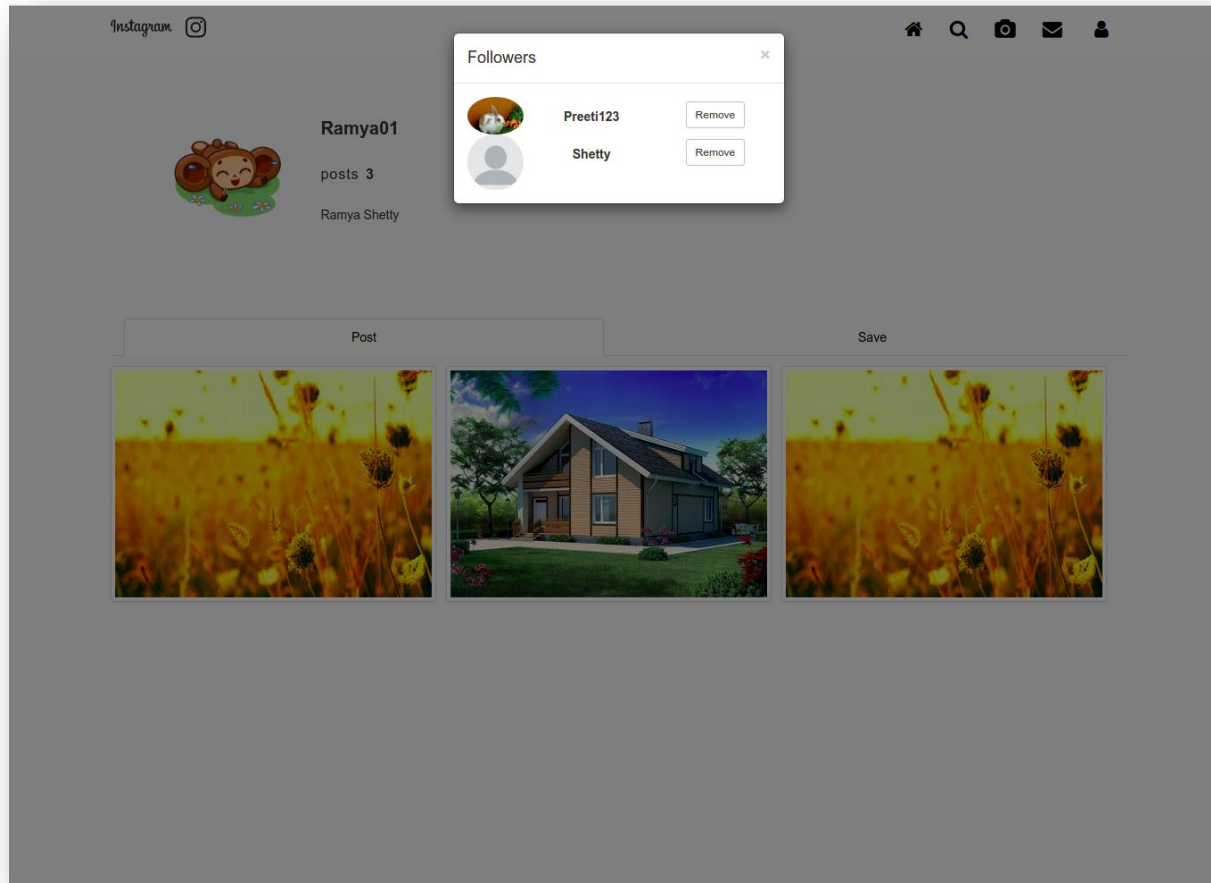 Instagram
Followers ×
Preeti123 Remove
Shetty Remove
Ramya01
posts 3
Ramya Shetty
Post Save